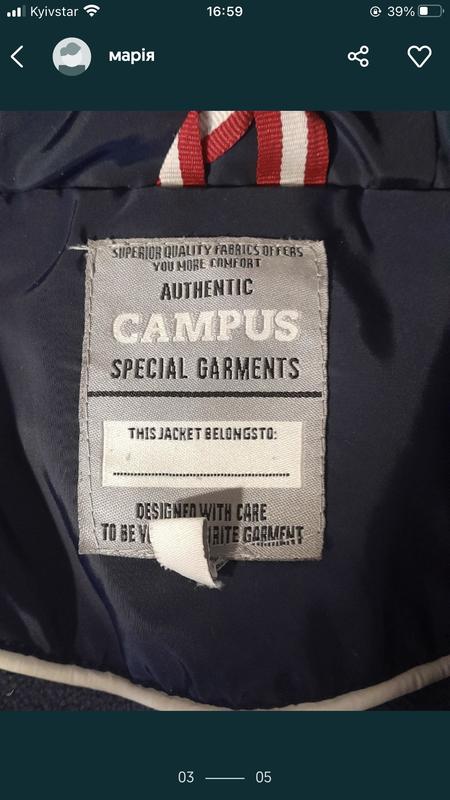 Kyivstar
16:59
39%
марія
SUPERIOR QUALITY FABRICS OFFERS
YOU MORE COMFORT
AUTHENTIC
CAMPUS
SPECIAL GARMENTS
THIS JACKET BELONGS TO:
DESIGNED WITH CARE
TO BE GARMENT
03
05